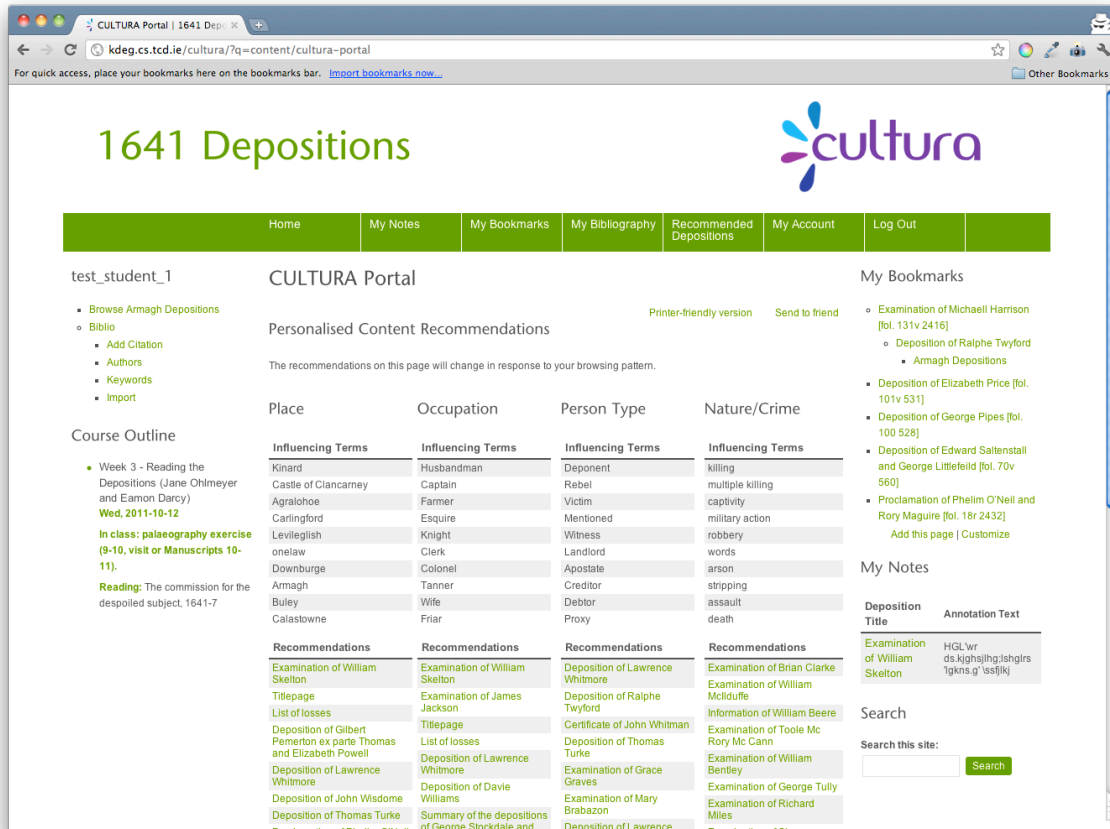 CULTURA Portal | 1641 Depo
kdeg.cs.tcd.ie/cultura/?q=content/cultura-portal
For quick access, place your bookmarks here on the bookmarks bar. Import bookmarks now...
Other Bookmarks
1641 Depositions
cultura
Home
My Notes
My Bookmarks
My Bibliography
Recommended
Depositions
My Account
Log Out
test_student_1
Browse Armagh Depositions
Biblio
Add Citation
Authors
Keywords
Import
Course Outline
Week 3 - Reading the
Depositions (Jane Ohlmeyer
and Eamon Darcy)
Wed, 2011-10-12
In class: palaeography exercise
(9-10, visit or Manuscripts 10-
11).
Reading: The commission for the
despoiled subject, 1641-7
CULTURA Portal
Printer-friendly version
Send to friend
Personalised Content Recommendations
The recommendations on this page will change in response to your browsing pattern.
Place
Influencing Terms
Kinard
Castle of Clancarney
Agralohoe
Carlingford
Levileglish
onelaw
Downburge
Armagh
Buley
Calastowne
Recommendations
Examination of William
Skelton
Titlepage
List of losses
Deposition of Gilbert
Pemerton ex parte Thomas
and Elizabeth Powell
Deposition of Lawrence
Whitmore
Deposition of John Wisdome
Deposition of Thomas Turke
Occupation
Influencing Terms
Husbandman
Captain
Farmer
Esquire
Knight
Clerk
Colonel
Tanner
Wife
Friar
Recommendations
Examination of William
Skelton
Examination of James
Jackson
Titlepage
List of losses
Deposition of Lawrence
Whitmore
Deposition of Davie
Williams
Summary of the depositions
of George Stockdale and
Person Type
Influencing Terms
Deponent
Rebel
Victim
Mentioned
Witness
Landlord
Apostate
Creditor
Debtor
Proxy
Recommendations
Deposition of Lawrence
Whitmore
Deposition of Ralphe
Twyford
Certificate of John Whitman
Deposition of Thomas
Turke
Examination of Grace
Graves
Examination of Mary
Brabazon
Deposition of Lawrence
Nature/Crime
Influencing Terms
killing
multiple killing
captivity
military action
robbery
words
arson
stripping
assault
death
Recommendations
Examination of Brian Clarke
Examination of William
McIlduffe
Information of William Beere
Examination of Toole Mc
Rory Mc Cann
Examination of William
Bentley
Examination of George Tully
Examination of Richard
Miles
My Bookmarks
Examination of Michaell Harrison
[fol. 131v 2416]
Deposition of Ralphe Twyford
Armagh Depositions
Deposition of Elizabeth Price [fol.
101v 531]
Deposition of George Pipes [fol.
100 528]
Deposition of Edward Saltenstall
and George Littlefeild [fol. 70v
560]
Proclamation of Phelim O'Neil and
Rory Maguire [fol. 18r 2432]
Add this page | Customize
My Notes
Deposition
Title
Annotation Text
Examination
of William
Skelton
HGL'wr
ds.kjghsjlhg;lshglrs
'lgkns.g' \ssfjlkj
Search
Search this site:
Search